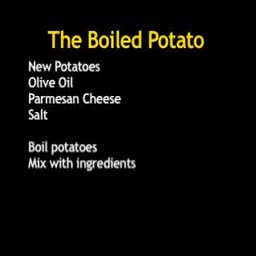 The Boiled Potato
New Potatoes
Olive Oil
Parmesan Cheese
Salt
Boil potatoes
Mix with ingredients